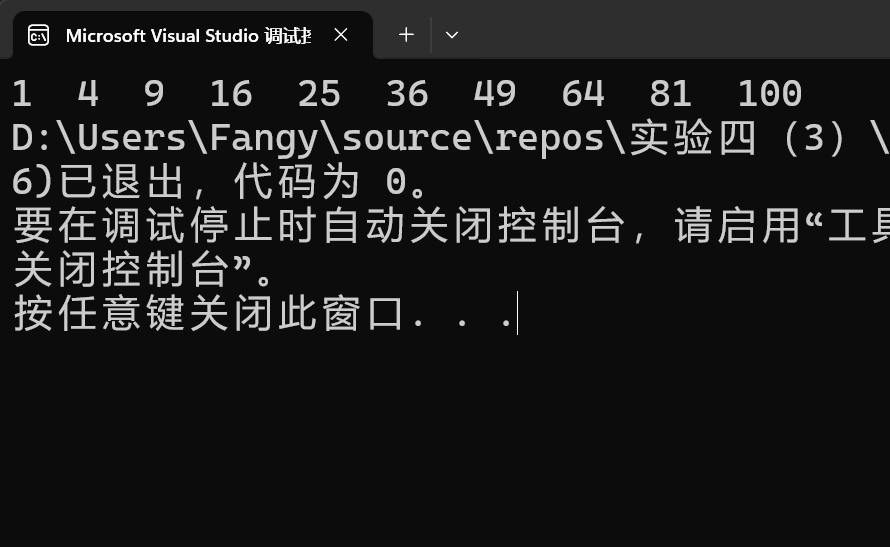 Microsoft Visual Studio 调试
1 4 9 16 25 36 49 64 81 100
D:\Users\Fangy\source\repos\实验四（3）\
6)已退出，代码为 0。
要在调试停止时自动关闭控制台，请启用“工具
关闭控制台”。
按任意键关闭此窗口. . .